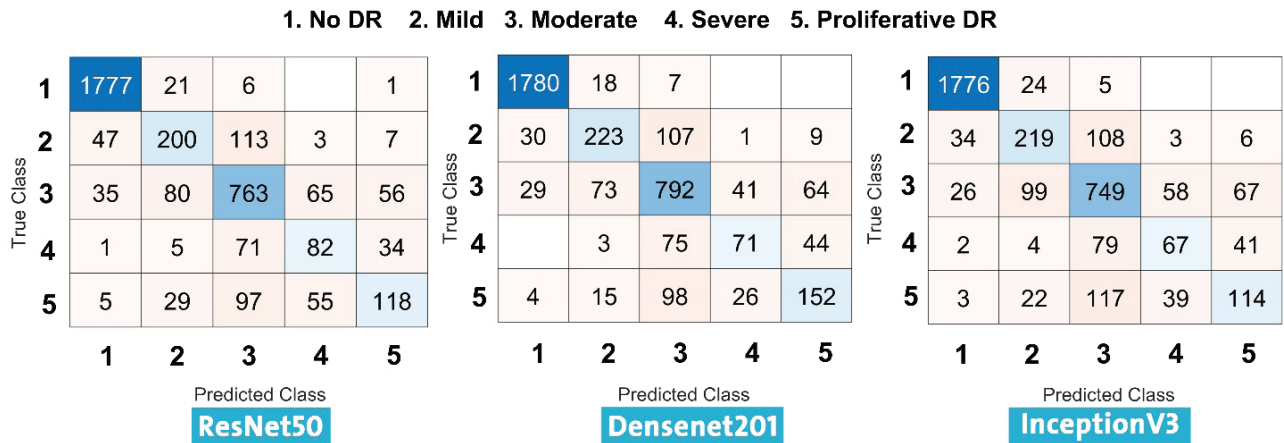 1. No DR 2. Mild 3. Moderate 4. Severe 5. Proliferative DR
True Class
1 1777 21 6 1
2 47 200 113 3 7
3 35 80 763 65 56
4 1 5 71 82 34
5 5 29 97 55 118
1 2 3 4 5
Predicted Class
ResNet50
True Class
1 1780 18 7
2 30 223 107 1 9
3 29 73 792 41 64
4 3 75 71 44
5 4 15 98 26 152
1 2 3 4 5
Predicted Class
Densenet201
True Class
1 1776 24 5
2 34 219 108 3 6
3 26 99 749 58 67
4 2 4 79 67 41
5 3 22 117 39 114
1 2 3 4 5
Predicted Class
InceptionV3